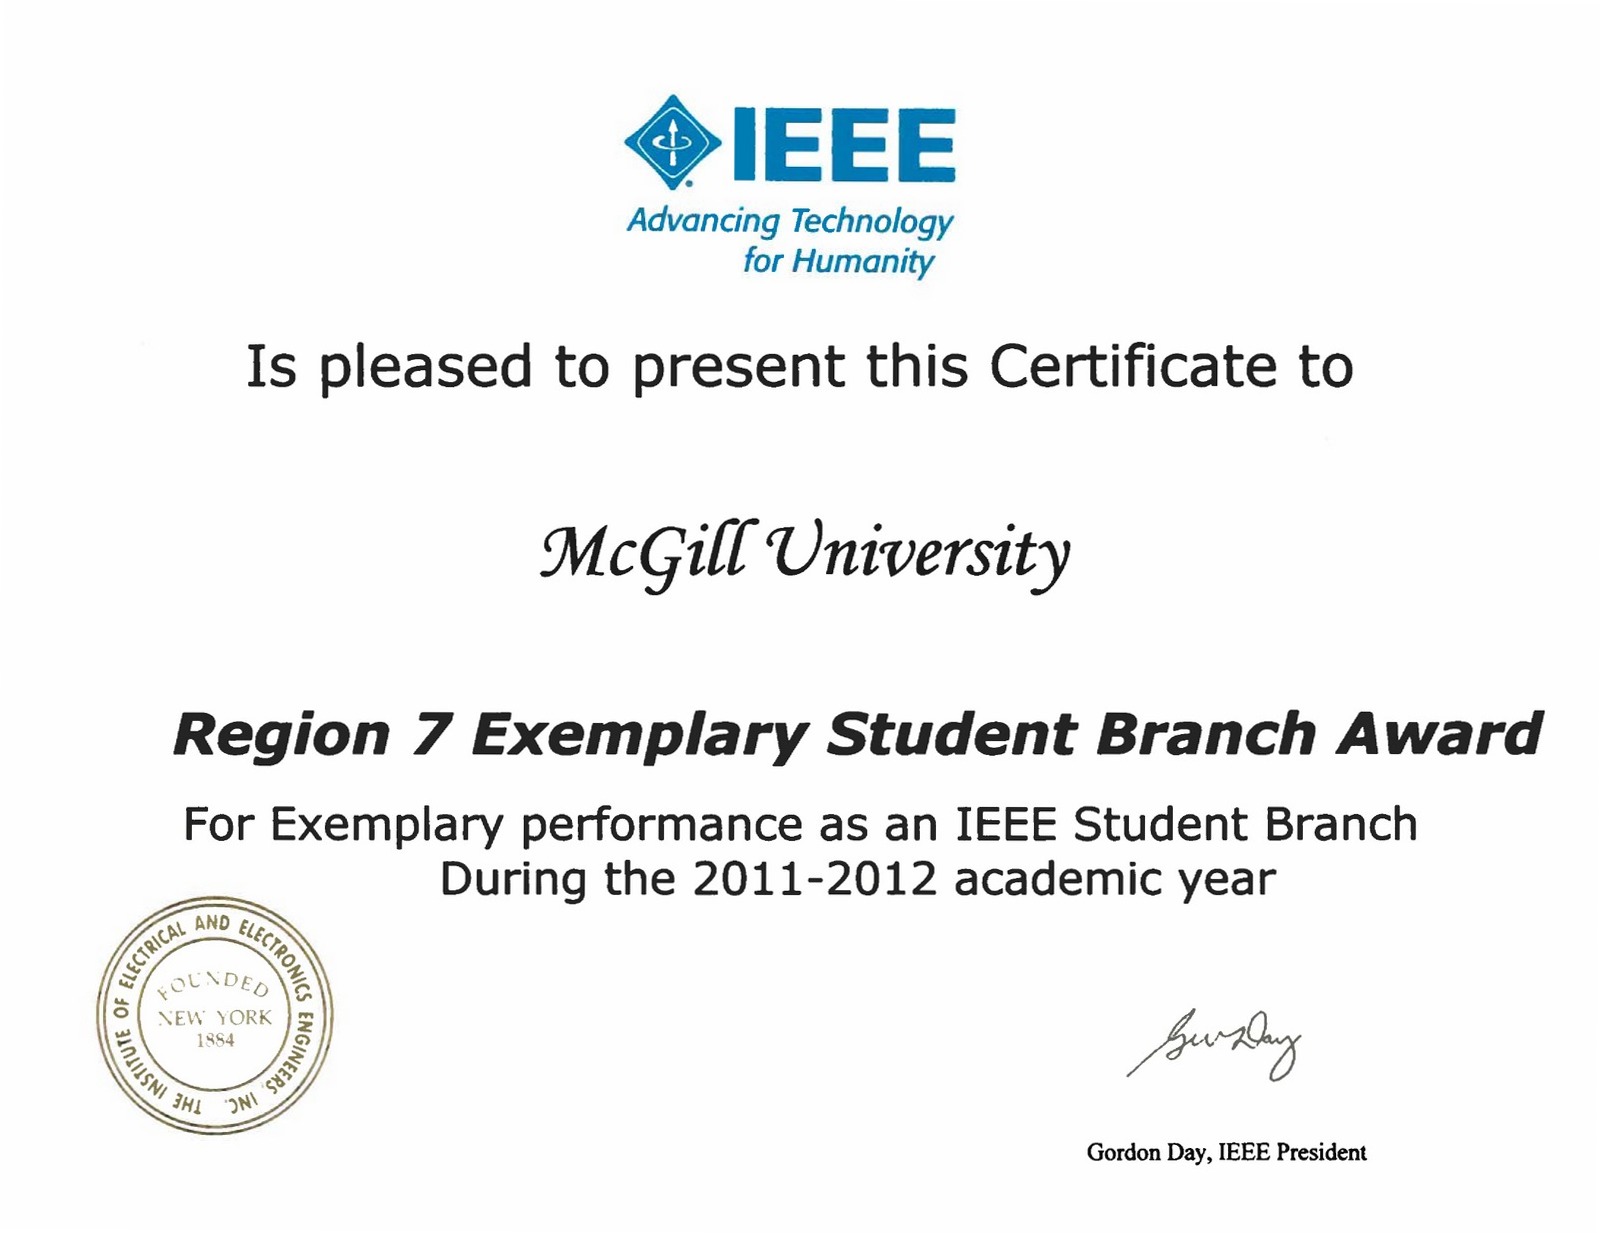 IEEE
Advancing Technology
for Humanity
Is pleased to present this Certificate to
McGill University
Region 7 Exemplary Student Branch Award
For Exemplary performance as an IEEE Student Branch
During the 2011-2012 academic year
THE INSTITUTE OF ELECTRICAL AND ELECTRONICS ENGINEERS, INC.
FOUNDED
NEW YORK
1884
Gordon Day, IEEE President